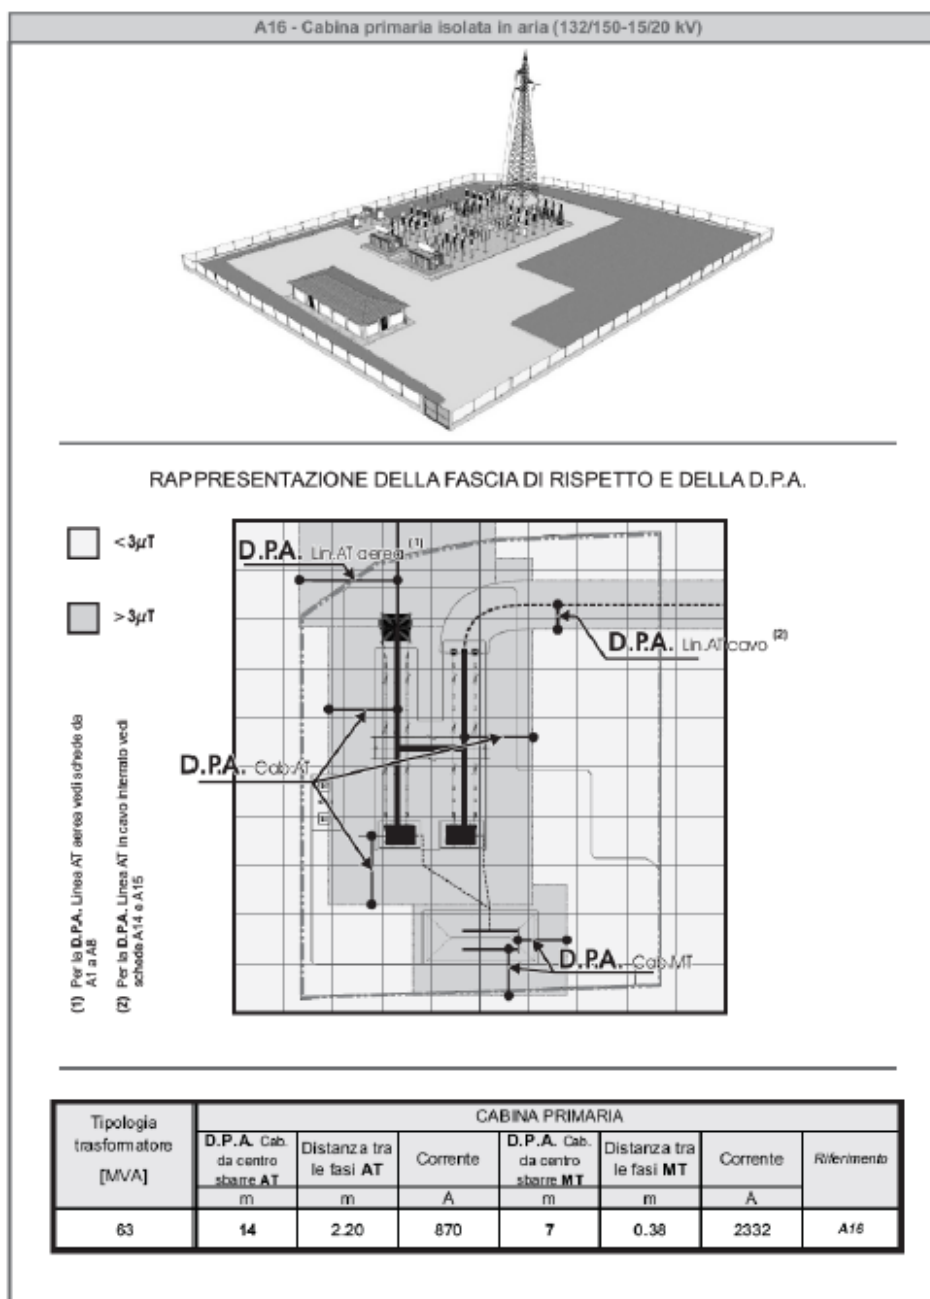 A16 - Cabina primaria isolata in aria (132/150-15/20 kV)
RAPPRESENTAZIONE DELLA FASCIA DI RISPETTO E DELLA D.P.A.
<3µT
>3µT
D.P.A. Lin.AT aerea (1)
D.P.A. Lin.AT cavo (2)
D.P.A. Cab.AT
D.P.A. Cab.MT
(1) Per la D.P.A. Linea AT aerea vedi schede da
A1 a A8
(2) Per la D.P.A. Linea AT in cavo interrato vedi
schede A14 e A15
Tipologia
trasformatore
[MVA]
CABINA PRIMARIA
D.P.A. Cab.
da centro
sbarre AT
Distanza tra
le fasi AT
Corrente
D.P.A. Cab.
da centro
sbarre MT
Distanza tra
le fasi MT
Corrente
Riferimento
m
m
A
m
m
A
63
14
2.20
870
7
0.38
2332
A16